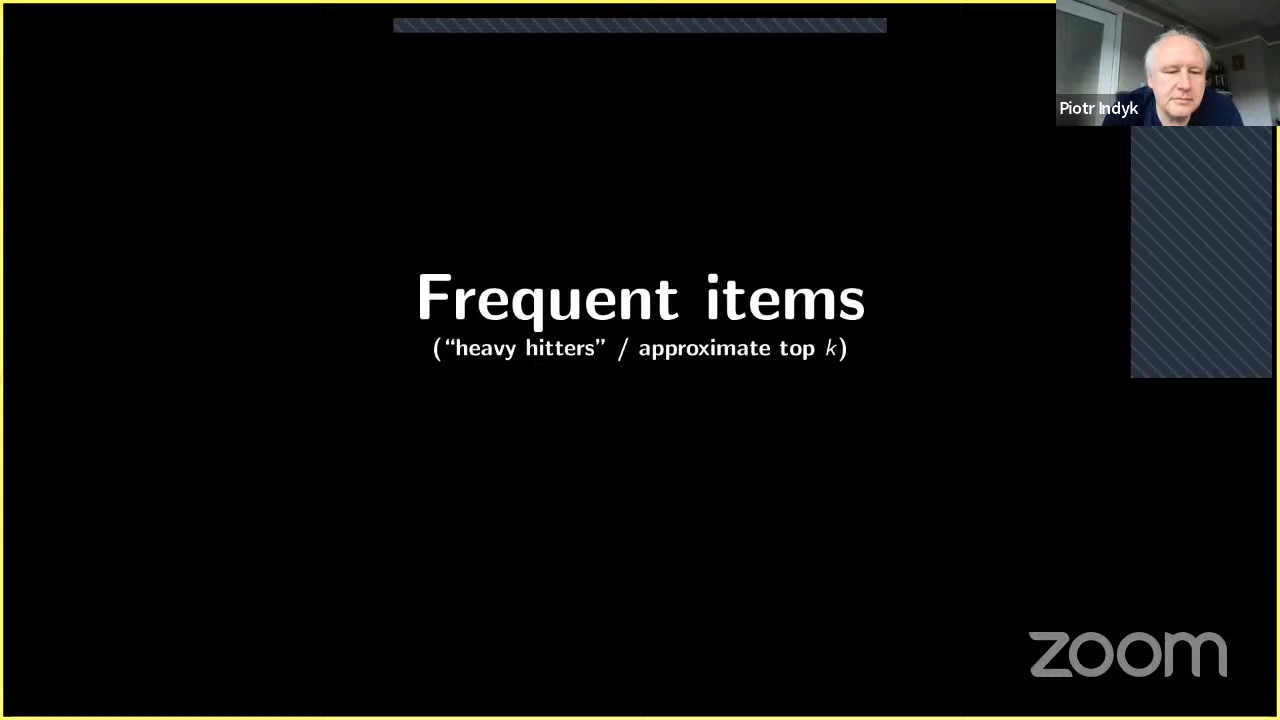 Piotr Indyk
Frequent items
(“heavy hitters” / approximate top k)
zoom